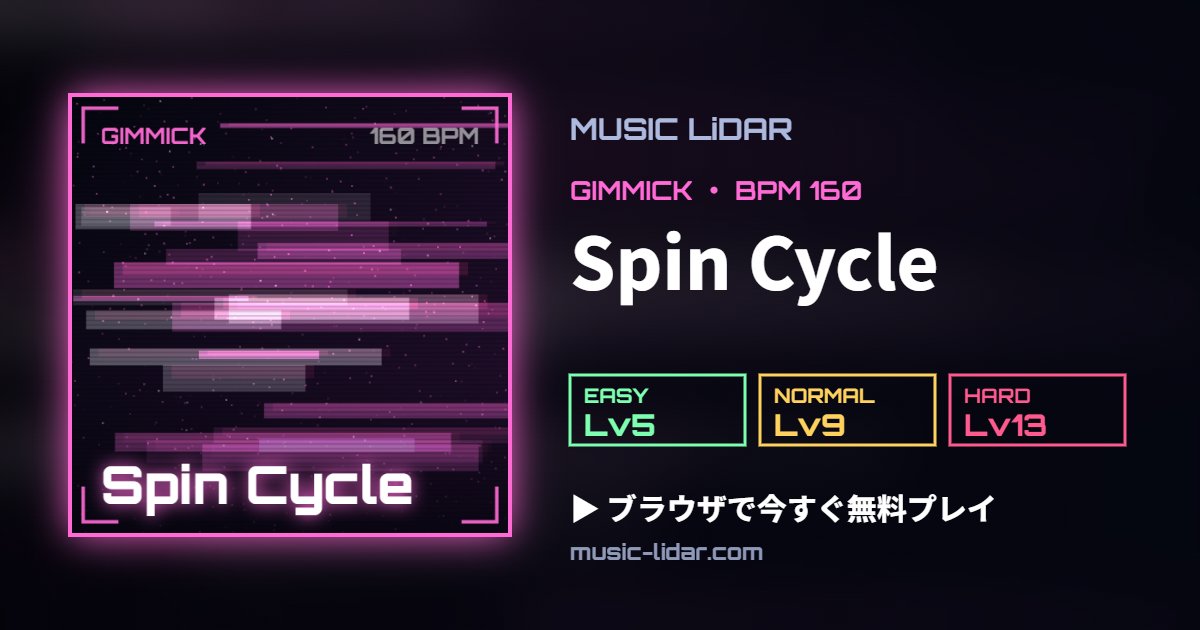 GIMMICK
160 BPM
Spin Cycle
MUSIC LiDAR
GIMMICK • BPM 160
Spin Cycle
EASY
Lv5
NORMAL
Lv9
HARD
Lv13
▶ ブラウザで今すぐ無料プレイ
music-lidar.com